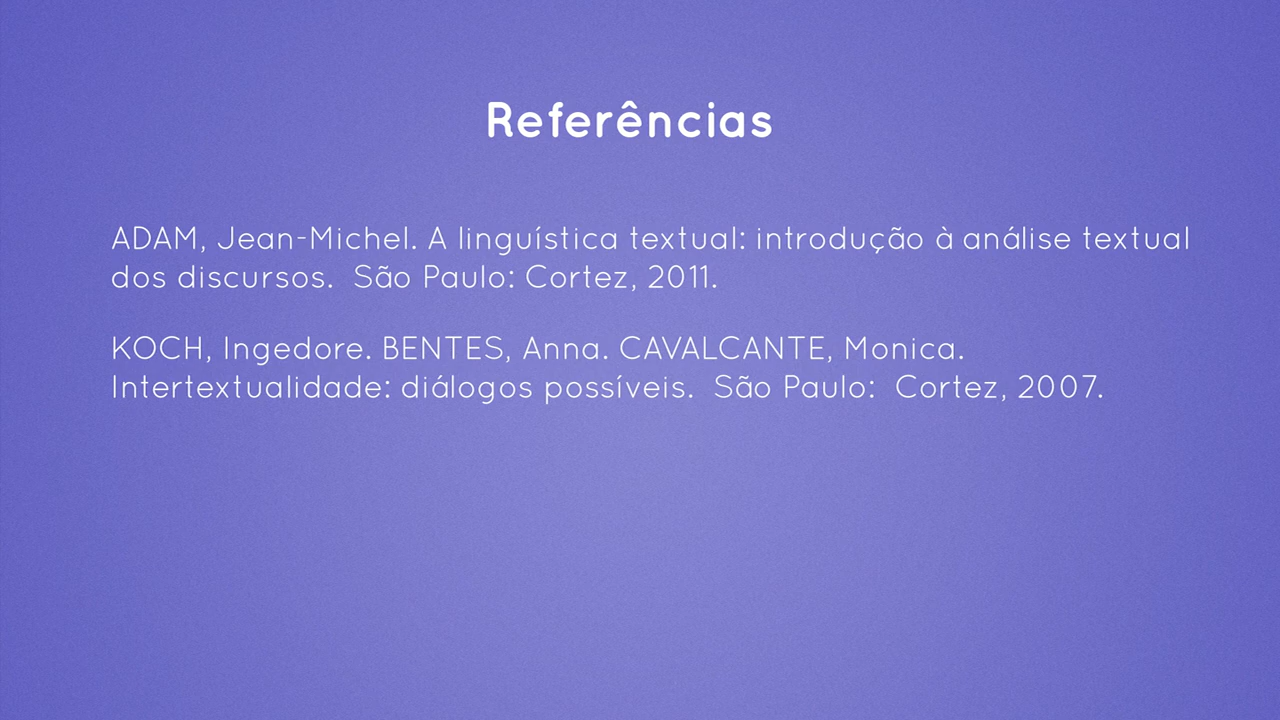 Referências
ADAM, Jean-Michel. A linguística textual: introdução à análise textual
dos discursos.  São Paulo: Cortez, 2011.
KOCH, Ingedore. BENTES, Anna. CAVALCANTE, Monica.
Intertextualidade: diálogos possíveis.  São Paulo:  Cortez, 2007.